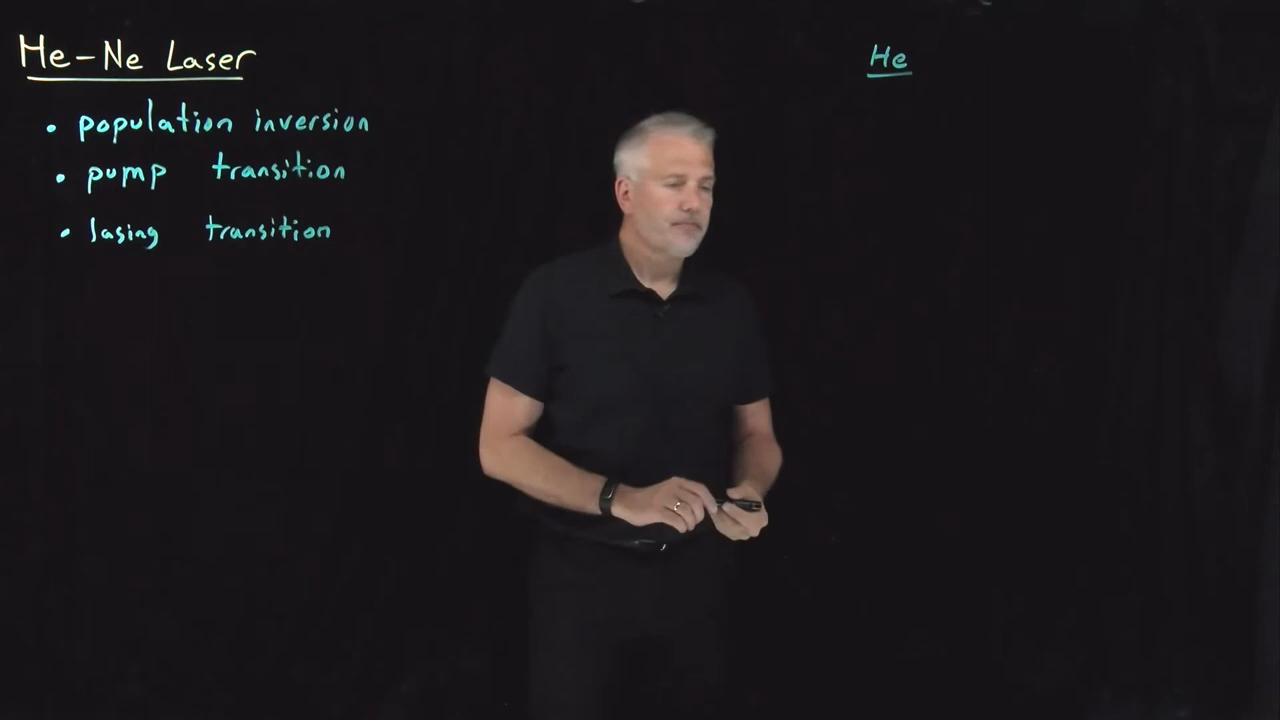 He-Ne Laser
• population inversion
• pump transition
• lasing transition
He